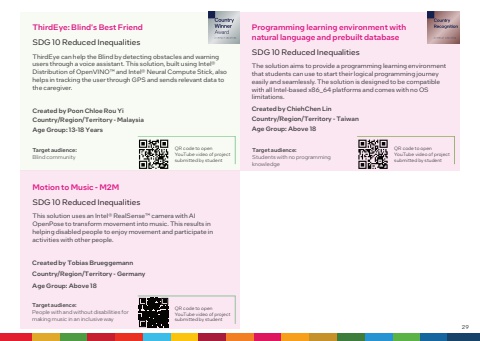 ThirdEye: Blind's Best Friend
Country
Winner
Award
SDG 10 Reduced Inequalities
ThirdEye can help the Blind by detecting obstacles and warning
users through a voice assistant. This solution, built using Intel®
Distribution of OpenVINO™ and Intel® Neural Compute Stick, also
helps in tracking the user through GPS and sends relevant data to
the caregiver.
Created by Poon Chloe Rou Yi
Country/Region/Territory - Malaysia
Age Group: 13-18 Years
Target audience:
Blind community
QR code to open
YouTube video of project
submitted by student
Programming learning environment with
natural language and prebuilt database
Country
Recognition
SDG 10 Reduced Inequalities
The solution aims to provide a programming learning environment
that students can use to start their logical programming journey
easily and seamlessly. The solution is designed to be compatible
with all Intel-based x86_64 platforms and comes with no OS
limitations.
Created by ChiehChen Lin
Country/Region/Territory - Taiwan
Age Group: Above 18
Target audience:
Students with no programming
knowledge
QR code to open
YouTube video of project
submitted by student
Motion to Music - M2M
SDG 10 Reduced Inequalities
This solution uses an Intel® RealSense™ camera with AI
OpenPose to transform movement into music. This results in
helping disabled people to enjoy movement and participate in
activities with other people.
Created by Tobias Brueggemann
Country/Region/Territory - Germany
Age Group: Above 18
Target audience:
People with and without disabilities for
making music in an inclusive way
QR code to open
YouTube video of project
submitted by student
29